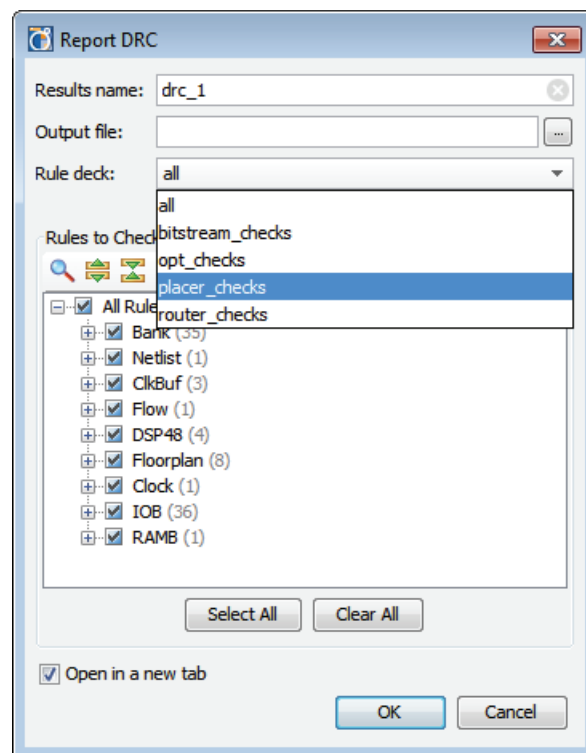 Report DRC
Results name: drc_1
Output file:
...
Rule deck: all
all
bitstream_checks
opt_checks
placer_checks
router_checks
Rules to Check
All Rule
Bank (35)
Netlist (1)
ClkBuf (3)
Flow (1)
DSP48 (4)
Floorplan (8)
Clock (1)
IOB (36)
RAMB (1)
Select All Clear All
Open in a new tab
OK Cancel